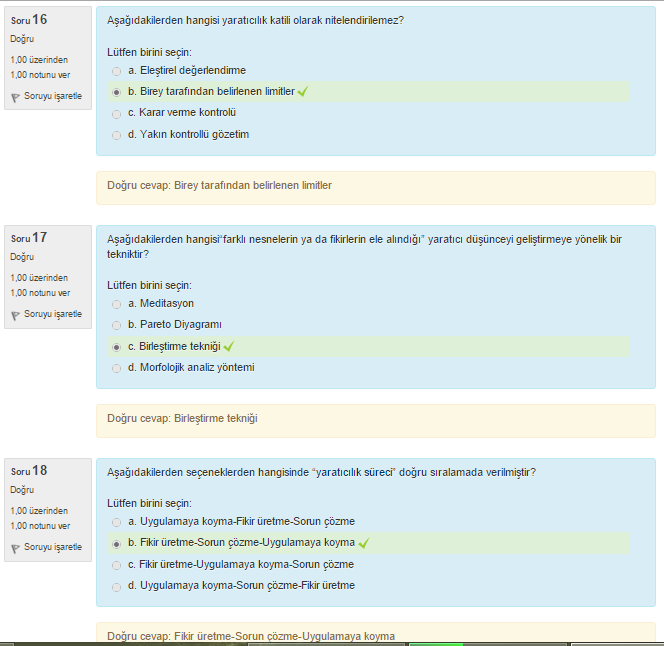 Soru 16
Doğru
1,00 üzerinden
1,00 notunu ver
Soruyu işaretle
Aşağıdakilerden hangisi yaratıcılık katili olarak nitelendirilemez?
Lütfen birini seçin:
a. Eleştirel değerlendirme
b. Birey tarafından belirlenen limitler
c. Karar verme kontrolü
d. Yakın kontrollü gözetim
Doğru cevap: Birey tarafından belirlenen limitler
Soru 17
Doğru
1,00 üzerinden
1,00 notunu ver
Soruyu işaretle
Aşağıdakilerden hangisi“farklı nesnelerin ya da fikirlerin ele alındığı” yaratıcı düşünceyi geliştirmeye yönelik bir
tekniktir?
Lütfen birini seçin:
a. Meditasyon
b. Pareto Diyagramı
c. Birleştirme tekniği
d. Morfolojik analiz yöntemi
Doğru cevap: Birleştirme tekniği
Soru 18
Doğru
1,00 üzerinden
1,00 notunu ver
Soruyu işaretle
Aşağıdakilerden seçeneklerden hangisinde “yaratıcılık süreci” doğru sıralamada verilmiştir?
Lütfen birini seçin:
a. Uygulamaya koyma-Fikir üretme-Sorun çözme
b. Fikir üretme-Sorun çözme-Uygulamaya koyma
c. Fikir üretme-Uygulamaya koyma-Sorun çözme
d. Uygulamaya koyma-Sorun çözme-Fikir üretme
Doğru cevap: Fikir üretme-Sorun çözme-Uygulamaya koyma